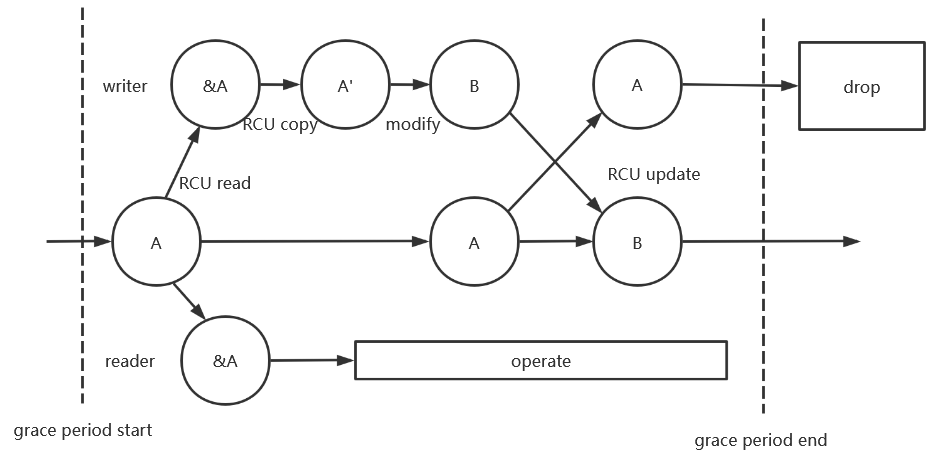 writer
&A
A'
B
A
drop
RCU copy
modify
RCU read
RCU update
A
A
B
reader
&A
operate
grace period start
grace period end